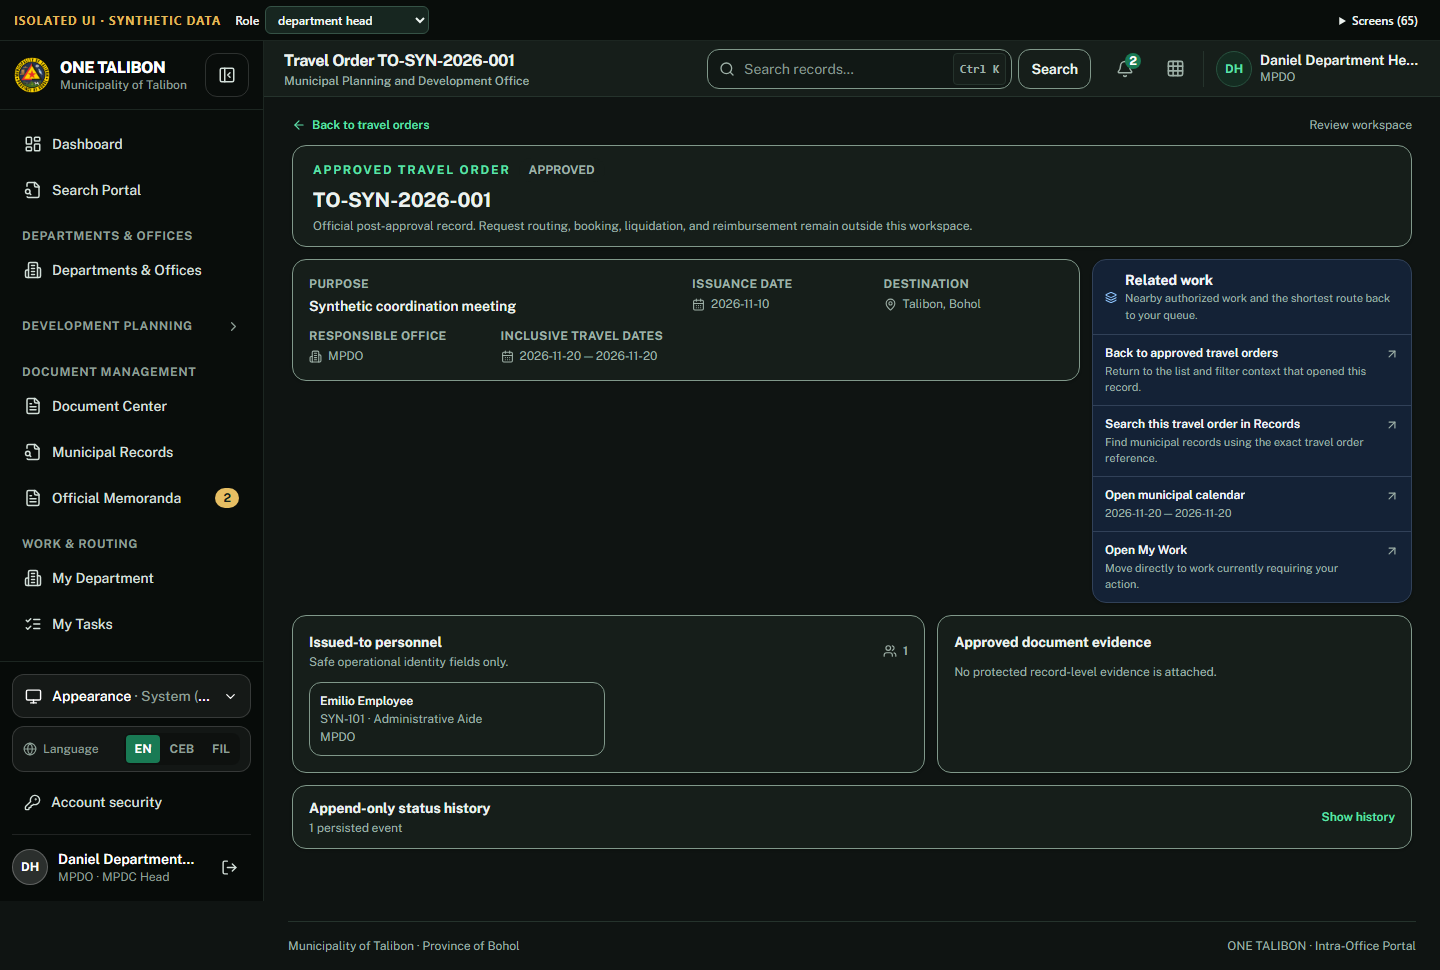 ISOLATED UI · SYNTHETIC DATA
Role
department head
Screens (65)
ONE TALIBON
Municipality of Talibon
Travel Order TO-SYN-2026-001
Municipal Planning and Development Office
Search records...
Ctrl K
Search
2
DH
Daniel Department He...
MPDO
Dashboard
Search Portal
DEPARTMENTS & OFFICES
Departments & Offices
DEVELOPMENT PLANNING
DOCUMENT MANAGEMENT
Document Center
Municipal Records
Official Memoranda
2
WORK & ROUTING
My Department
My Tasks
Appearance · System (...
Language
EN
CEB
FIL
Account security
DH
Daniel Department...
MPDO · MPDC Head
Back to travel orders
Review workspace
APPROVED TRAVEL ORDER
APPROVED
TO-SYN-2026-001
Official post-approval record. Request routing, booking, liquidation, and reimbursement remain outside this workspace.
PURPOSE
Synthetic coordination meeting
ISSUANCE DATE
2026-11-10
DESTINATION
Talibon, Bohol
RESPONSIBLE OFFICE
MPDO
INCLUSIVE TRAVEL DATES
2026-11-20 — 2026-11-20
Related work
Nearby authorized work and the shortest route back
to your queue.
Back to approved travel orders
Return to the list and filter context that opened this
record.
Search this travel order in Records
Find municipal records using the exact travel order
reference.
Open municipal calendar
2026-11-20 — 2026-11-20
Open My Work
Move directly to work currently requiring your
action.
Issued-to personnel
Safe operational identity fields only.
1
Emilio Employee
SYN-101 · Administrative Aide
MPDO
Approved document evidence
No protected record-level evidence is attached.
Append-only status history
1 persisted event
Show history
Municipality of Talibon · Province of Bohol
ONE TALIBON · Intra-Office Portal